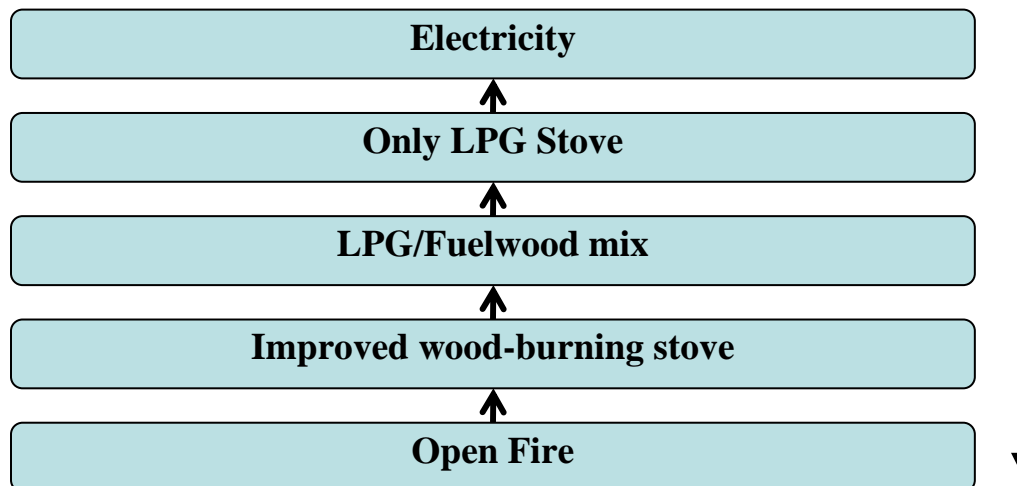 Electricity
Only LPG Stove
LPG/Fuelwood mix
Improved wood-burning stove
Open Fire